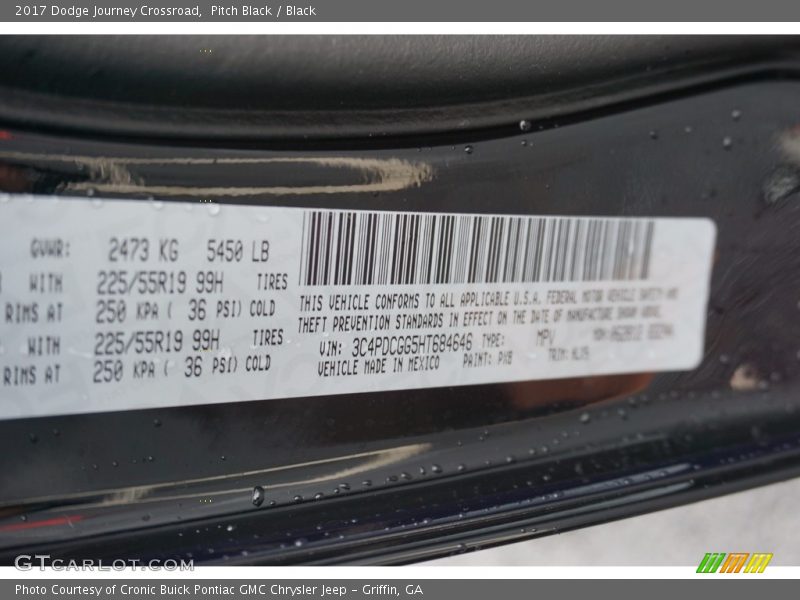 2017 Dodge Journey Crossroad, Pitch Black / Black
GVWR: 2473 KG 5450 LB
WITH 225/55R19 99H TIRES
RIMS AT 250 KPA ( 36 PSI) COLD
WITH 225/55R19 99H TIRES
RIMS AT 250 KPA ( 36 PSI) COLD
THIS VEHICLE CONFORMS TO ALL APPLICABLE U.S.A. FEDERAL MOTOR VEHICLE SAFETY AND
THEFT PREVENTION STANDARDS IN EFFECT ON THE DATE OF MANUFACTURE SHOWN ABOVE.
VIN: 3C4PDCGG5HT684646 TYPE: MPV
VEHICLE MADE IN MEXICO PAINT: PX8 TRIM:
GTCARLOT.COM
Photo Courtesy of Cronic Buick Pontiac GMC Chrysler Jeep - Griffin, GA